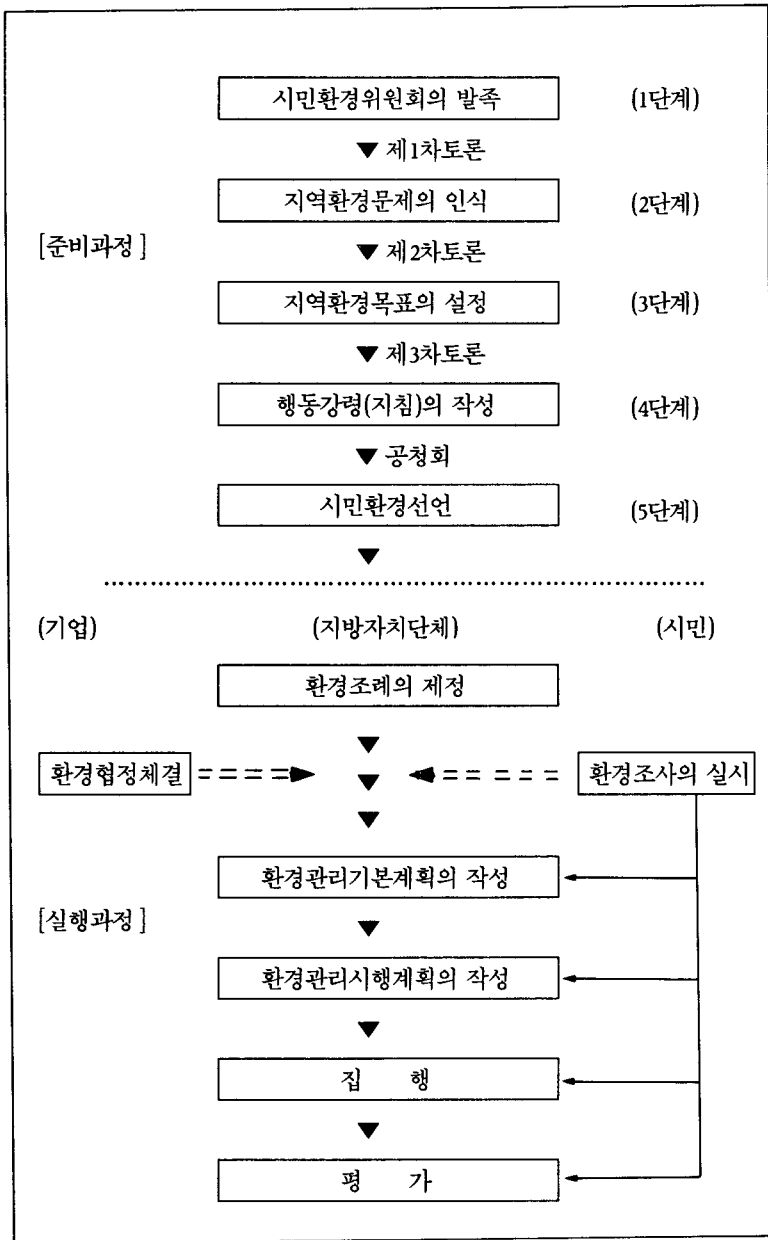 시민환경위원회의 발족 (1단계)
▼ 제1차토론
지역환경문제의 인식 (2단계)
[준비과정] ▼ 제2차토론
지역환경목표의 설정 (3단계)
▼ 제3차토론
행동강령(지침)의 작성 (4단계)
▼ 공청회
시민환경선언 (5단계)
(기업) (지방자치단체) (시민)
환경조례의 제정
환경협정체결 환경조사의 실시
환경관리기본계획의 작성
[실행과정]
환경관리시행계획의 작성
집 행
평 가